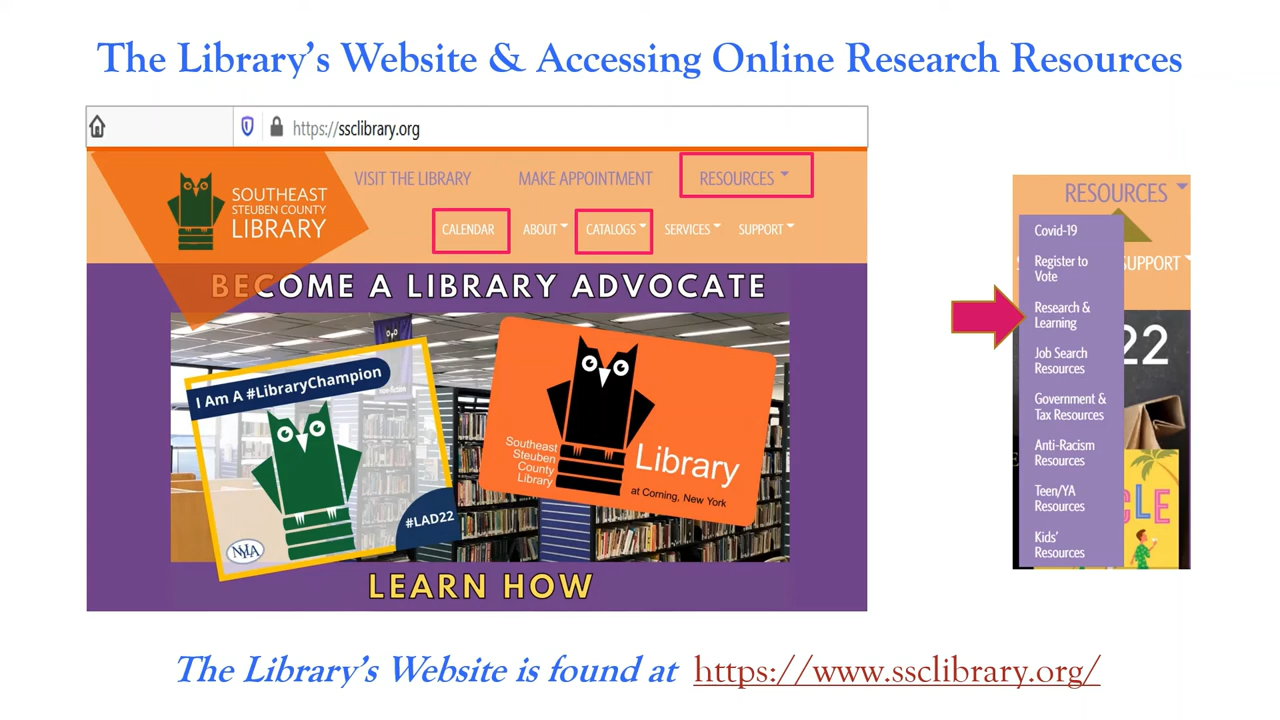 The Library's Website & Accessing Online Research Resources
https://ssclibrary.org
VISIT THE LIBRARY MAKE APPOINTMENT RESOURCES
SOUTHEAST
STEUBEN COUNTY
LIBRARY
CALENDAR ABOUT CATALOGS SERVICES SUPPORT
BECOME A LIBRARY ADVOCATE
I Am A #LibraryChampion
#LAD22
NYLA
Southeast
Steuben
County
Library
Library
at Corning, New York
LEARN HOW
RESOURCES
Covid-19
Register to
Vote
SUPPORT
Research &
Learning
22
Job Search
Resources
Government &
Tax Resources
Anti-Racism
Resources
Teen/YA
Resources
CLE
Kids'
Resources
The Library's Website is found at https://www.ssclibrary.org/